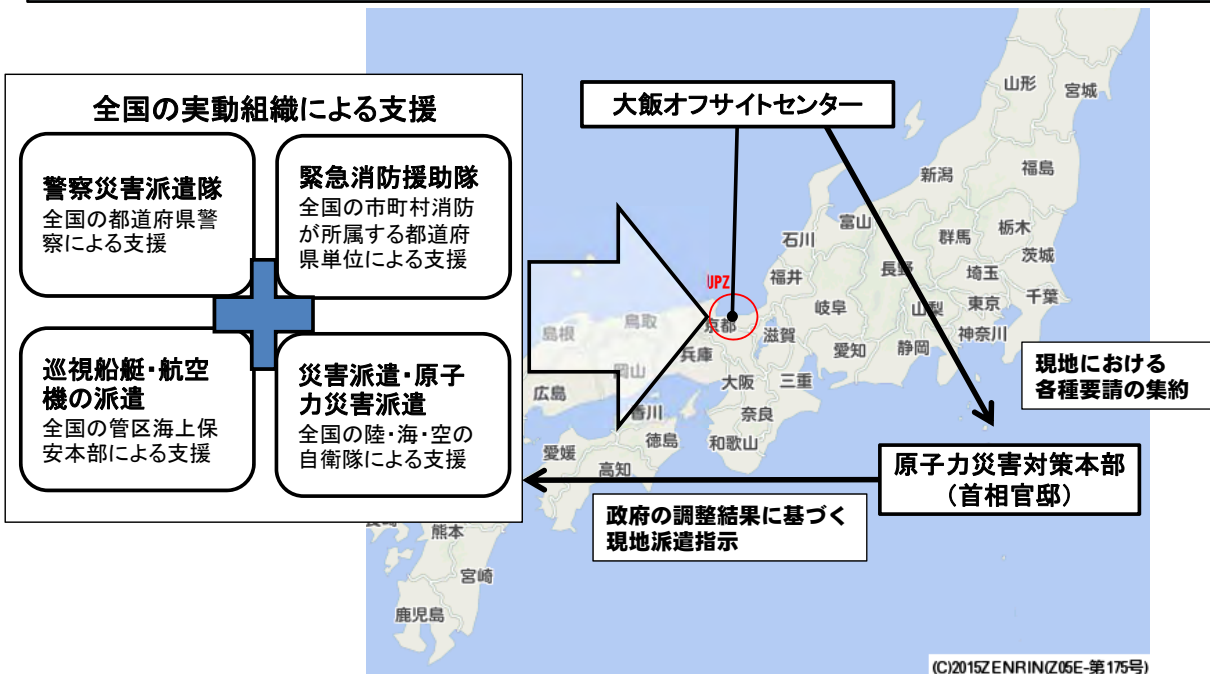 全国の実動組織による支援
警察災害派遣隊
全国の都道府県警
察による支援
緊急消防援助隊
全国の市町村消防
が所属する都道府
県単位による支援
巡視船艇・航空
機の派遣
全国の管区海上保
安本部による支援
災害派遣・原子
力災害派遣
全国の陸・海・空の
自衛隊による支援
大飯オフサイトセンター
山形
宮城
新潟
福島
富山
石川
群馬
栃木
茨城
福井
長野
埼玉
UPZ
岐阜
山梨
東京
千葉
島根
鳥取
京都
滋賀
愛知
静岡
神奈川
兵庫
岡山
大阪
三重
広島
香川
奈良
愛媛
徳島
和歌山
高知
現地における
各種要請の集約
原子力災害対策本部
（首相官邸）
政府の調整結果に基づく
現地派遣指示
熊本
宮崎
鹿児島
(C)2015ZENRIN(Z05E-第175号)